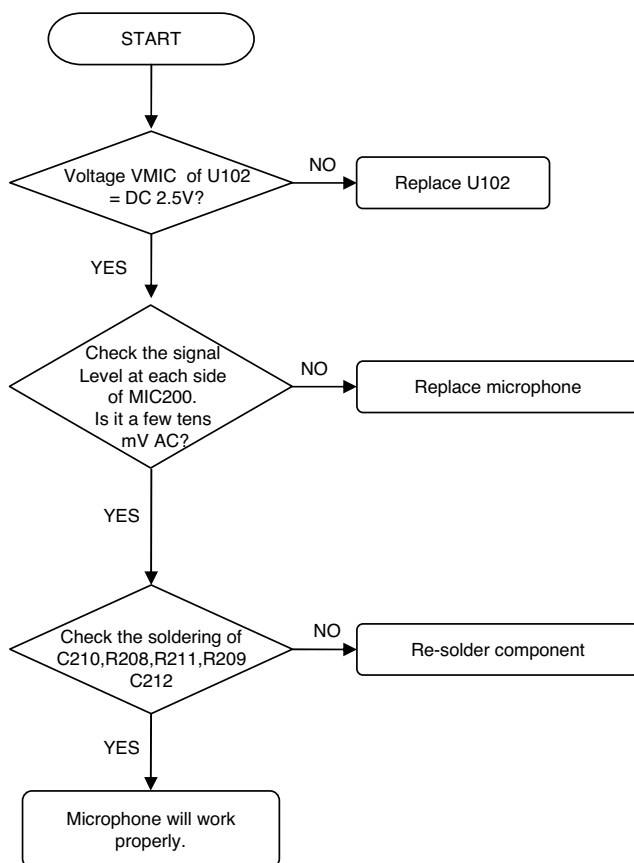 START
Voltage VMIC of U102
= DC 2.5V?
NO
Replace U102
YES
Check the signal
Level at each side
of MIC200.
Is it a few tens
mV AC?
NO
Replace microphone
YES
Check the soldering of
C210,R208,R211,R209
C212
NO
Re-solder component
YES
Microphone will work
properly.